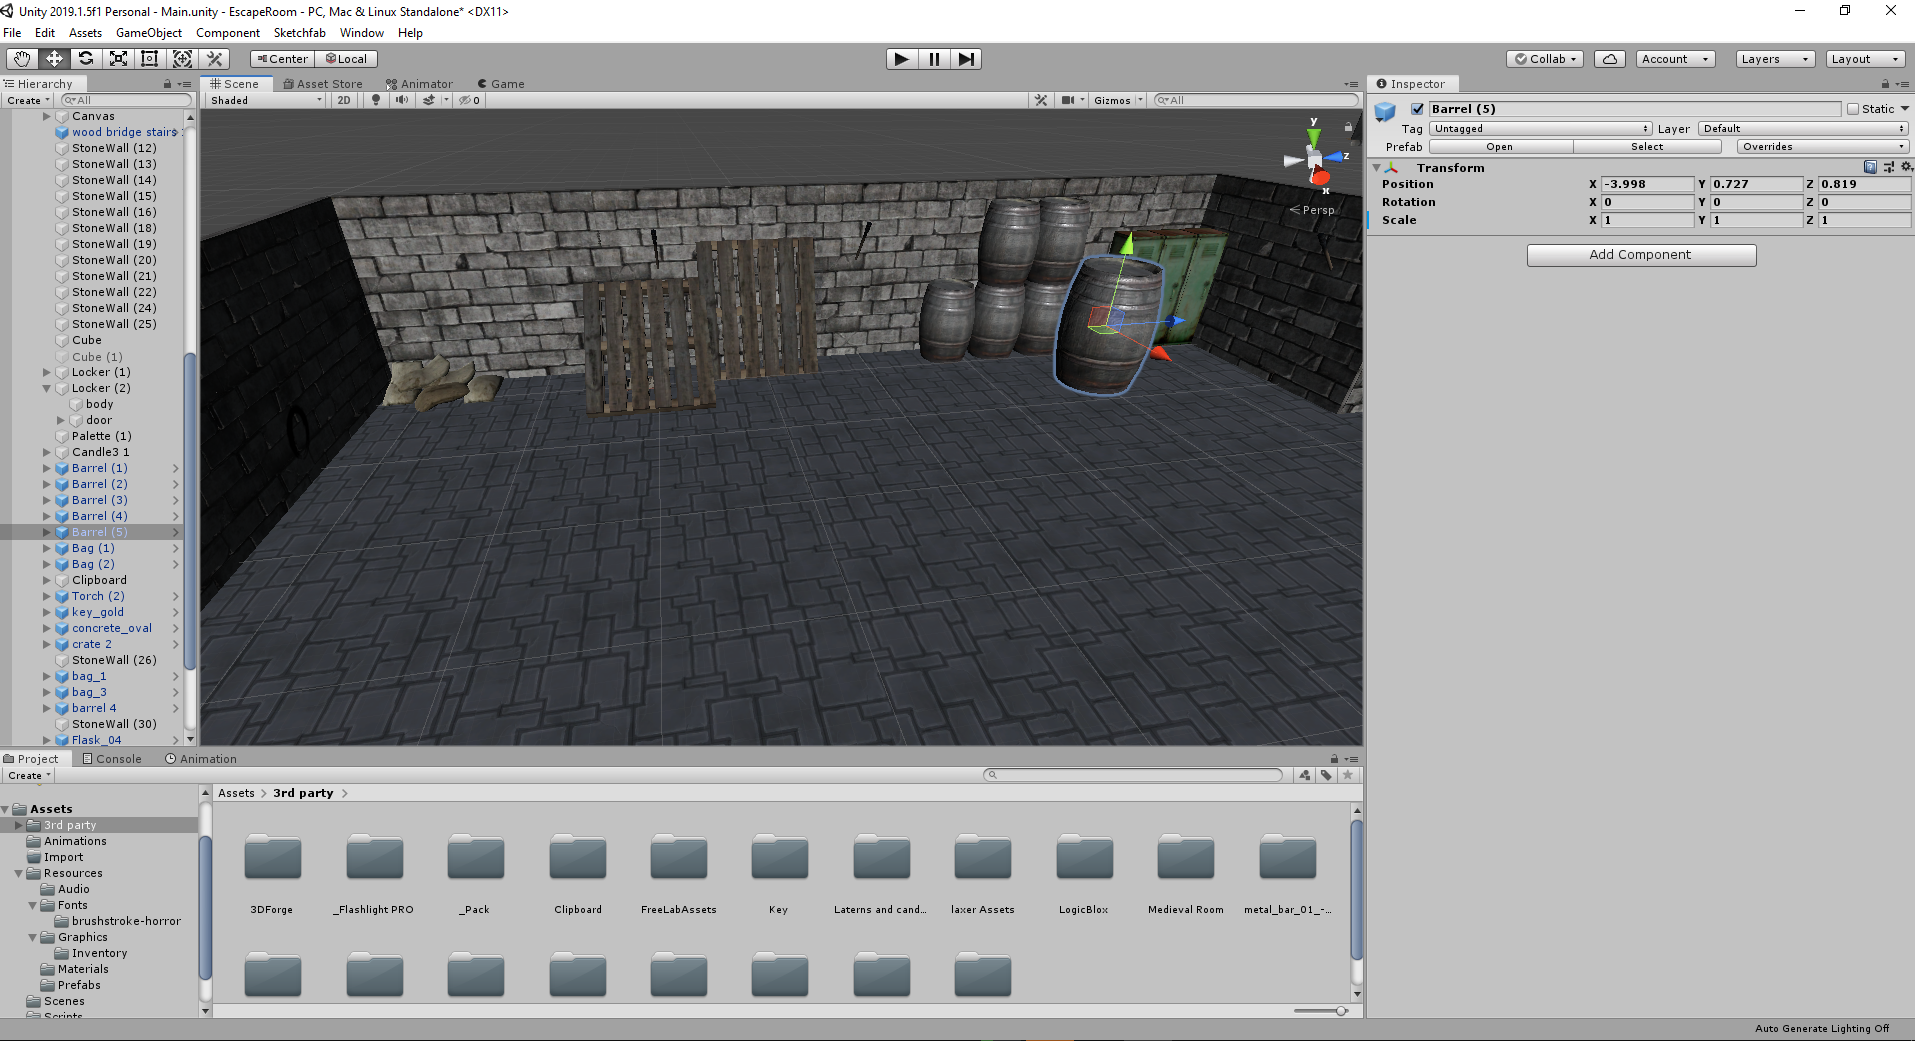 Unity 2019.1.5f1 Personal - Main.unity - EscapeRoom - PC, Mac & Linux Standalone* <DX11>
File Edit Assets GameObject Component Sketchfab Window Help
Center Local Collab Account Layers Layout
Hierarchy
Create All
Canvas
wood bridge stairs
StoneWall (12)
StoneWall (13)
StoneWall (14)
StoneWall (15)
StoneWall (16)
StoneWall (18)
StoneWall (19)
StoneWall (20)
StoneWall (21)
StoneWall (22)
StoneWall (24)
StoneWall (25)
Cube
Cube (1)
Locker (1)
Locker (2)
body
door
Palette (1)
Candle3 1
Barrel (1)
Barrel (2)
Barrel (3)
Barrel (4)
Barrel (5)
Bag (1)
Bag (2)
Clipboard
Torch (2)
key_gold
concrete_oval
crate 2
StoneWall (26)
bag_1
bag_3
barrel 4
StoneWall (30)
Flask_04
Scene Asset Store Animator Game
Shaded 2D 0 Gizmos All
y
z
x
< Persp
Inspector
Barrel (5) Static
Tag Untagged Layer Default
Prefab Open Select Overrides
Transform
Position X -3.998 Y 0.727 Z 0.819
Rotation X 0 Y 0 Z 0
Scale X 1 Y 1 Z 1
Add Component
Project Console Animation
Create
Assets
3rd party
Animations
Import
Resources
Audio
Fonts
brushstroke-horror
Graphics
Inventory
Materials
Prefabs
Scenes
Scripts
Assets > 3rd party >
3DForge _Flashlight PRO _Pack Clipboard FreeLabAssets Key Laterns and cand... laxer Assets LogicBlox Medieval Room metal_bar_01_-...
Auto Generate Lighting Off